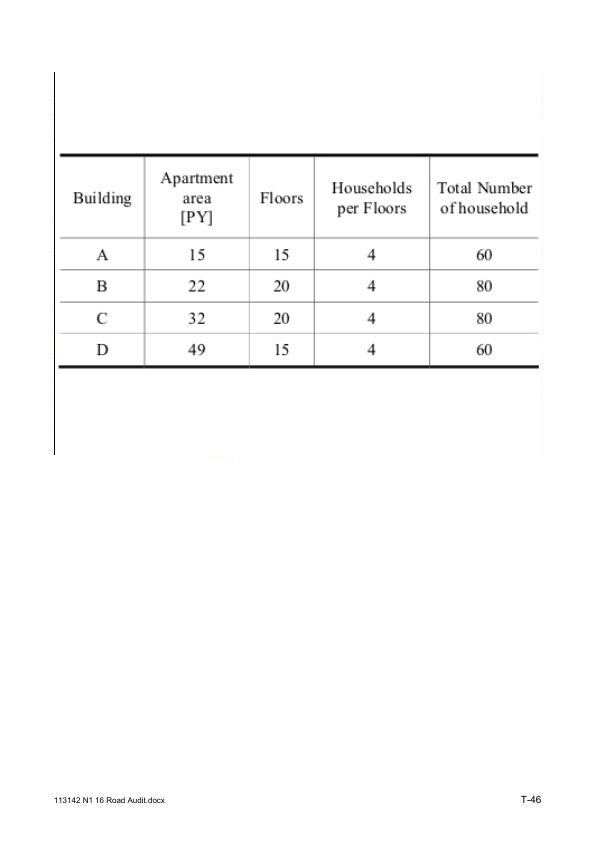 Building Apartment area [PY] Floors Households per Floors Total Number of household
A 15 15 4 60
B 22 20 4 80
C 32 20 4 80
D 49 15 4 60
113142 N1 16 Road Audit.docx T-46